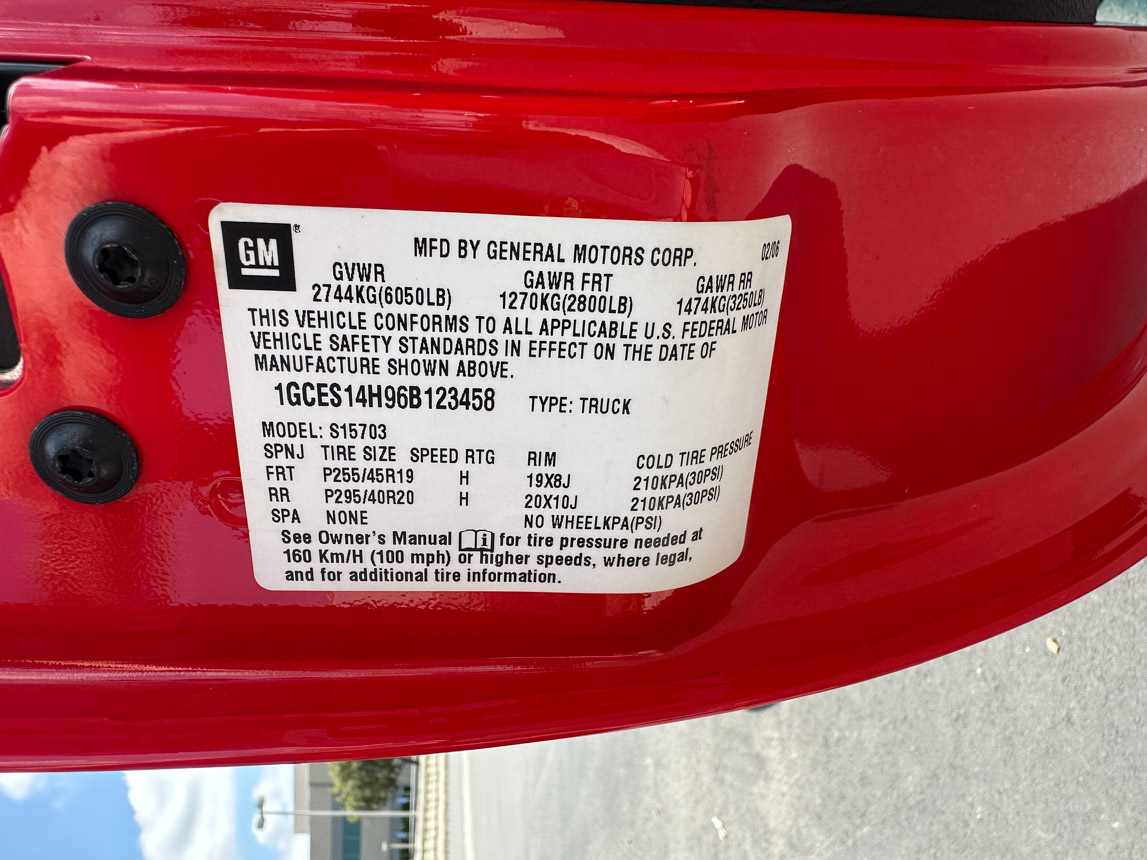 GM ®
MFD BY GENERAL MOTORS CORP. 02/06
GVWR GAWR FRT GAWR RR
2744KG(6050LB) 1270KG(2800LB) 1474KG(3250LB)
THIS VEHICLE CONFORMS TO ALL APPLICABLE U.S. FEDERAL MOTOR
VEHICLE SAFETY STANDARDS IN EFFECT ON THE DATE OF
MANUFACTURE SHOWN ABOVE.
1GCES14H96B123458 TYPE: TRUCK
MODEL: S15703
SPNJ TIRE SIZE SPEED RTG RIM COLD TIRE PRESSURE
FRT P255/45R19 H 19X8J 210KPA(30PSI)
RR P295/40R20 H 20X10J 210KPA(30PSI)
SPA NONE NO WHEELKPA(PSI)
See Owner's Manual i for tire pressure needed at
160 Km/H (100 mph) or higher speeds, where legal,
and for additional tire information.